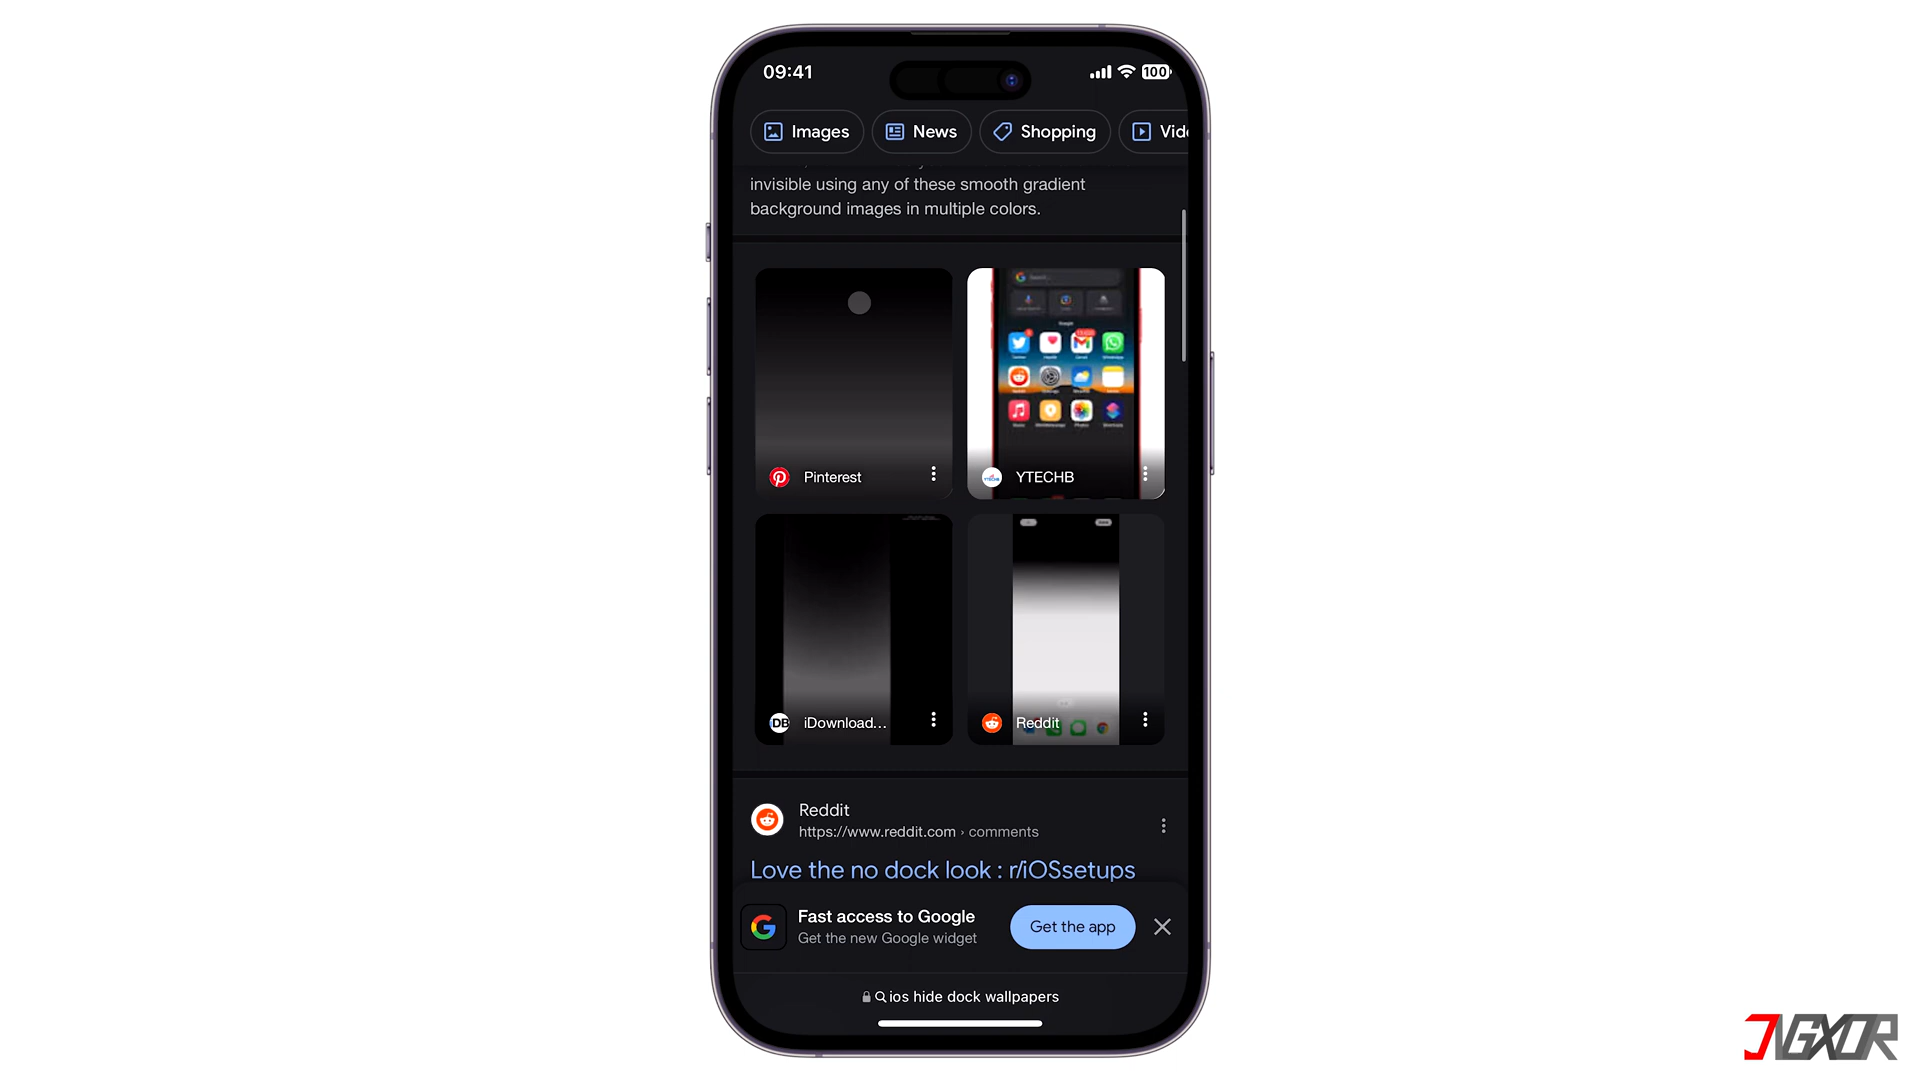 09:41
100
Images
News
Shopping
invisible using any of these smooth gradient
background images in multiple colors.
Pinterest
YTECHB
iDownload...
Reddit
Reddit
https://www.reddit.com › comments
Love the no dock look : r/iOSsetups
Fast access to Google
Get the new Google widget
Get the app
ios hide dock wallpapers
JIGXOR